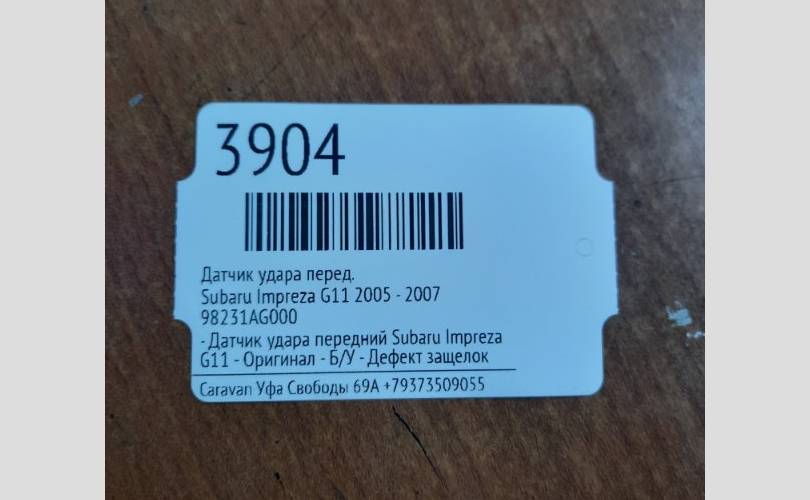 3904
Датчик удара перед.
Subaru Impreza G11 2005 - 2007
98231AG000
- Датчик удара передний Subaru Impreza
G11 - Оригинал - Б/У - Дефект защелок
Caravan Уфа Свободы 69А +79373509055